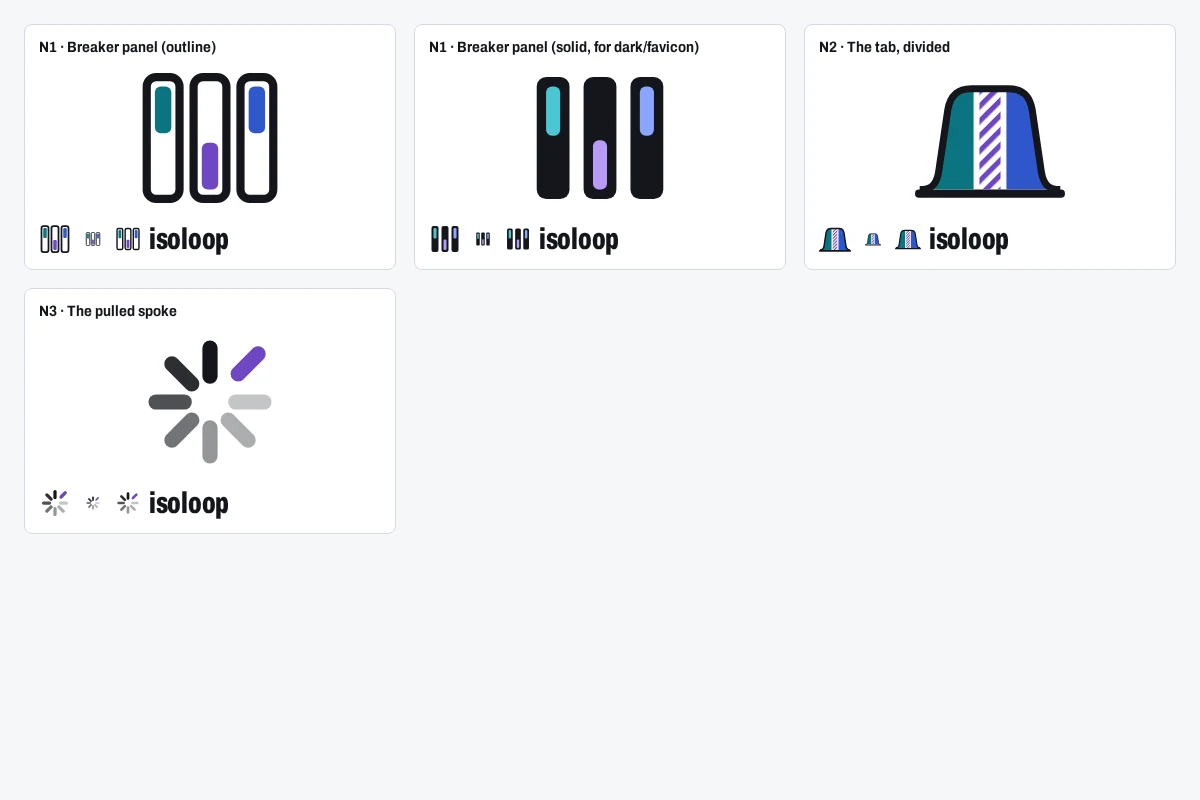 N1 · Breaker panel (outline)
isoloop
N1 · Breaker panel (solid, for dark/favicon)
isoloop
N2 · The tab, divided
isoloop
N3 · The pulled spoke
isoloop